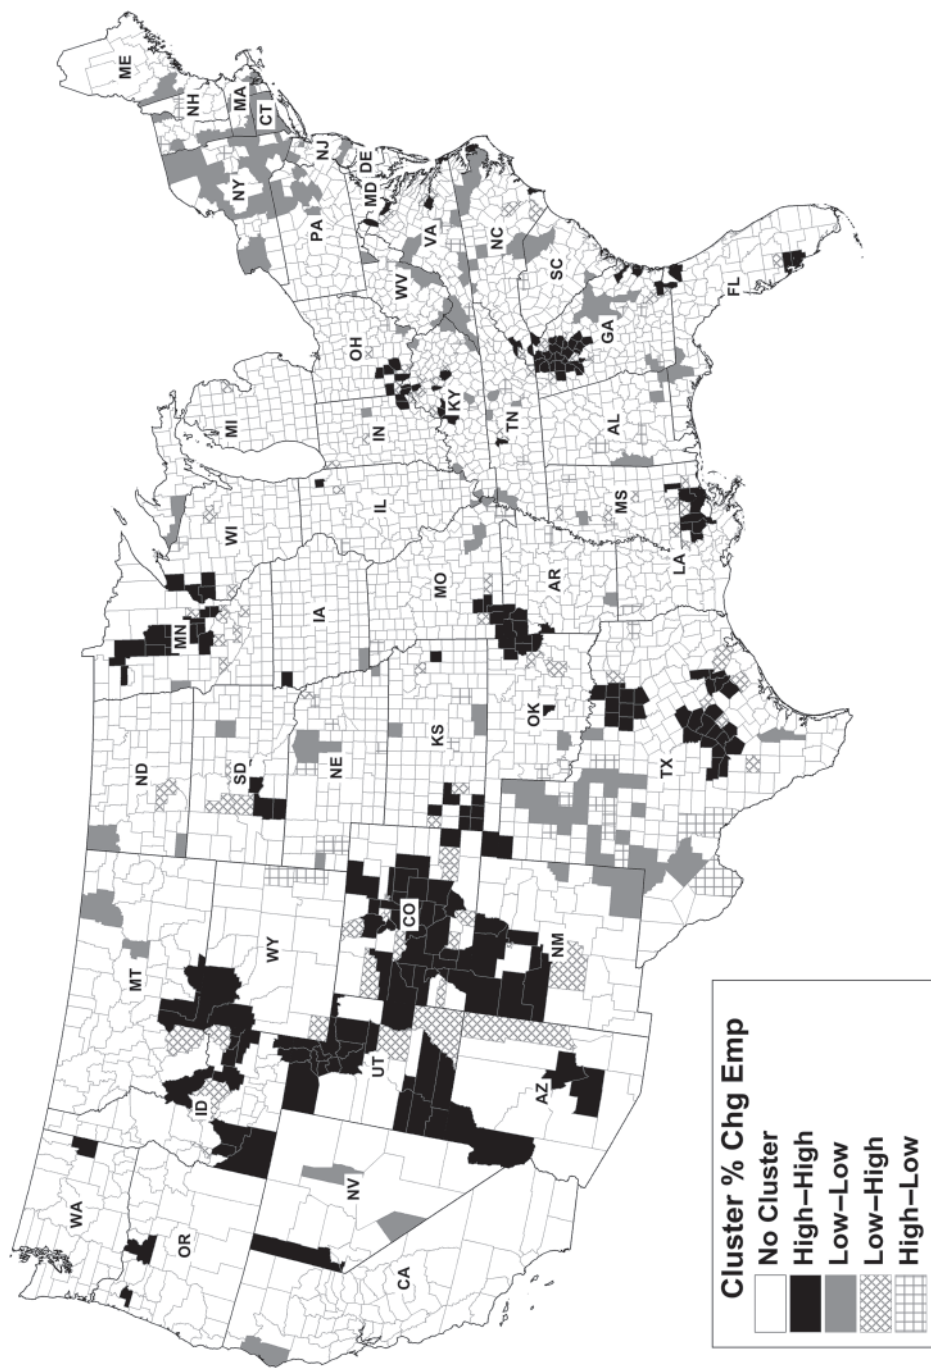 WA
OR
CA
NV
ID
MT
WY
UT
AZ
CO
NM
ND
SD
NE
KS
OK
TX
MN
IA
MO
AR
LA
WI
IL
MS
MI
IN
KY
TN
AL
OH
WV
GA
FL
SC
NC
VA
PA
MD
DE
NJ
NY
CT
MA
NH
ME
Cluster % Chg Emp
No Cluster
High–High
Low–Low
Low–High
High–Low